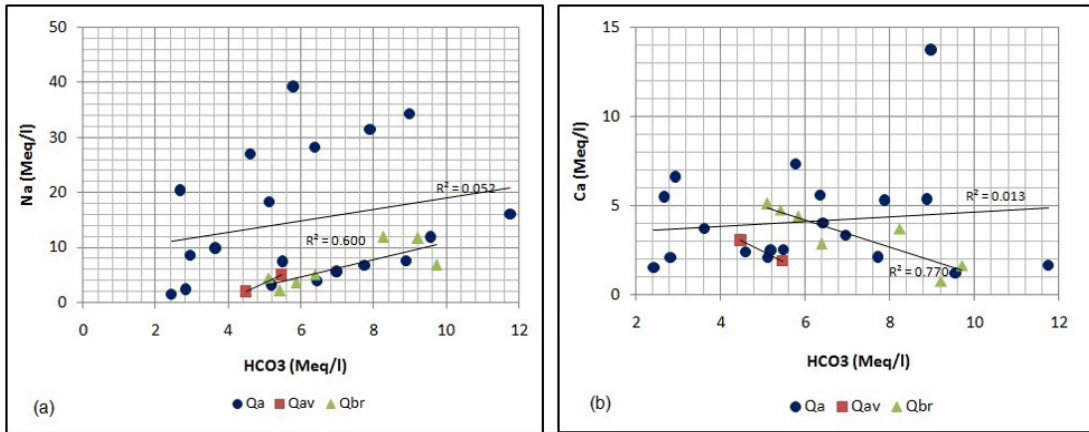 50
40
30
20
10
0
Na (Meq/l)
R² = 0.052
R² = 0.600
0 2 4 6 8 10 12
HCO3 (Meq/l)
(a)
Qa Qav Qbr
15
10
5
0
Ca (Meq/l)
R² = 0.013
R² = 0.770
2 4 6 8 10 12
HCO3 (Meq/l)
(b)
Qa Qav Qbr